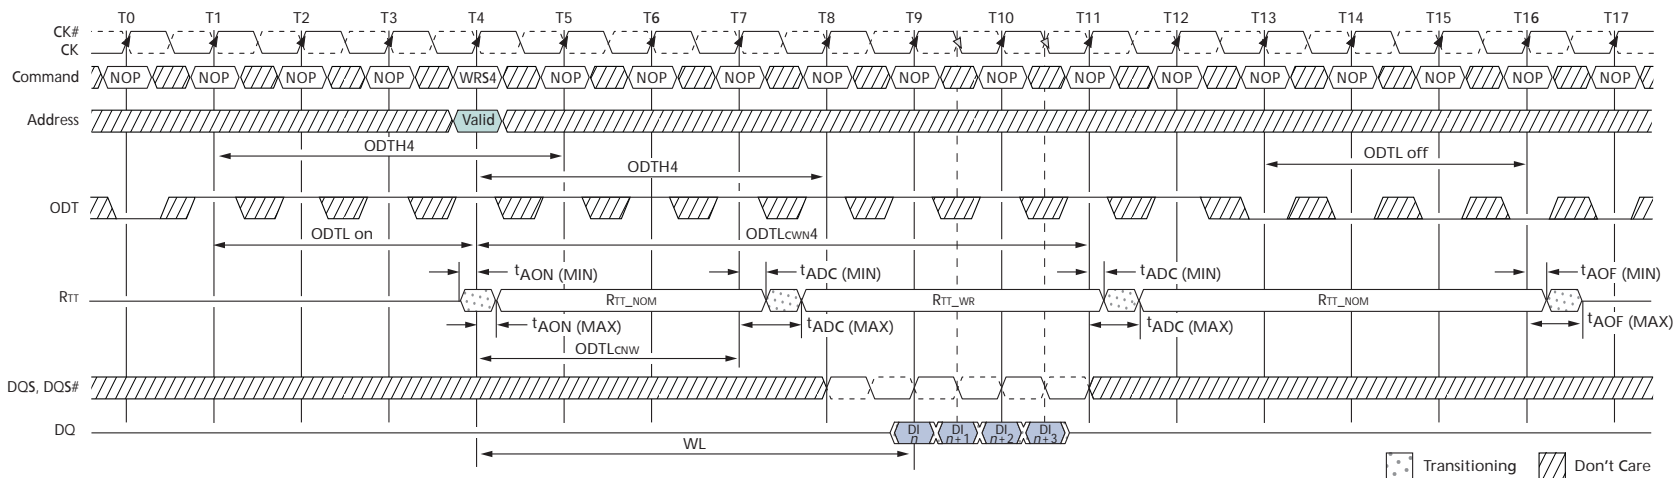 T0 T1 T2 T3 T4 T5 T6 T7 T8 T9 T10 T11 T12 T13 T14 T15 T16 T17
CK#
CK
Command NOP NOP NOP NOP WRS4 NOP NOP NOP NOP NOP NOP NOP NOP NOP NOP NOP NOP NOP
Address Valid
ODTH4 ODTL off
ODTH4
ODT
ODTL on ODTLCWN4
tAON (MIN) tADC (MIN) tADC (MIN) tAOF (MIN)
RTT RTT_NOM RTT_WR RTT_NOM
tAON (MAX) tADC (MAX) tADC (MAX) tAOF (MAX)
ODTLCNW
DQS, DQS#
DQ DI n DI n + 1 DI n + 2 DI n + 3
WL
Transitioning Don't Care